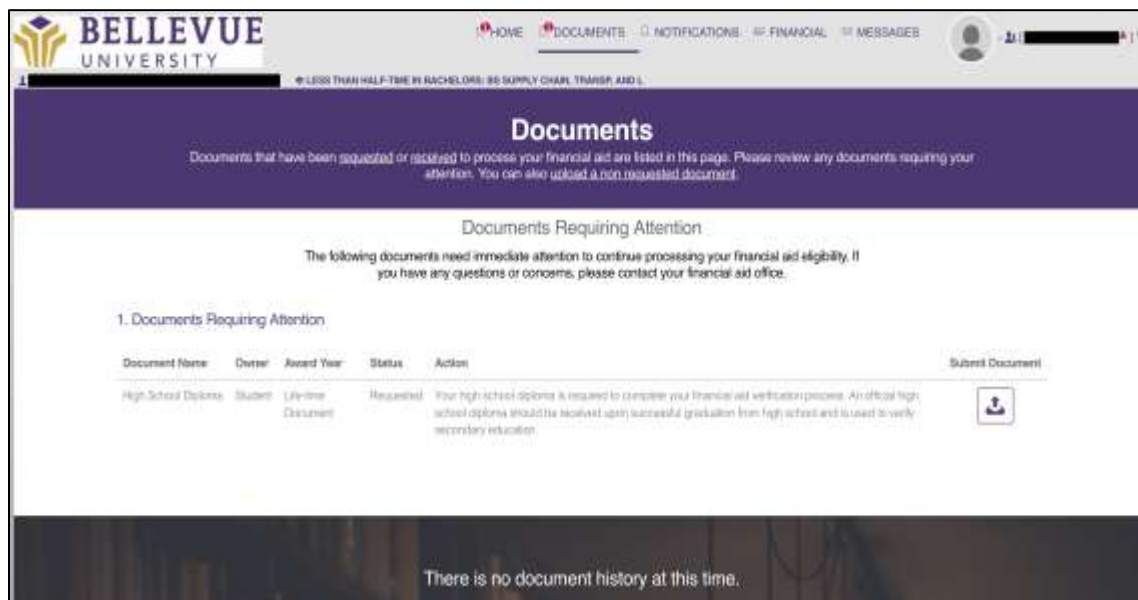 BELLEVUE
UNIVERSITY
HOME DOCUMENTS NOTIFICATIONS FINANCIAL MESSAGES
LESS THAN HALF-TIME IN BACHELORS: BS SUPPLY CHAIN, TRANSP, AND L
Documents
Documents that have been requested or received to process your financial aid are listed in this page. Please review any documents requiring your
attention. You can also upload a non requested document.
Documents Requiring Attention
The following documents need immediate attention to continue processing your financial aid eligibility. If
you have any questions or concerns, please contact your financial aid office.
1. Documents Requiring Attention
Document Name Owner Award Year Status Action Submit Document
High School Diploma Student Life-time Requested Your high school diploma is required to complete your financial aid verification process. An official high
Document school diploma should be received upon successful graduation from high school and is used to verify
secondary education.
There is no document history at this time.